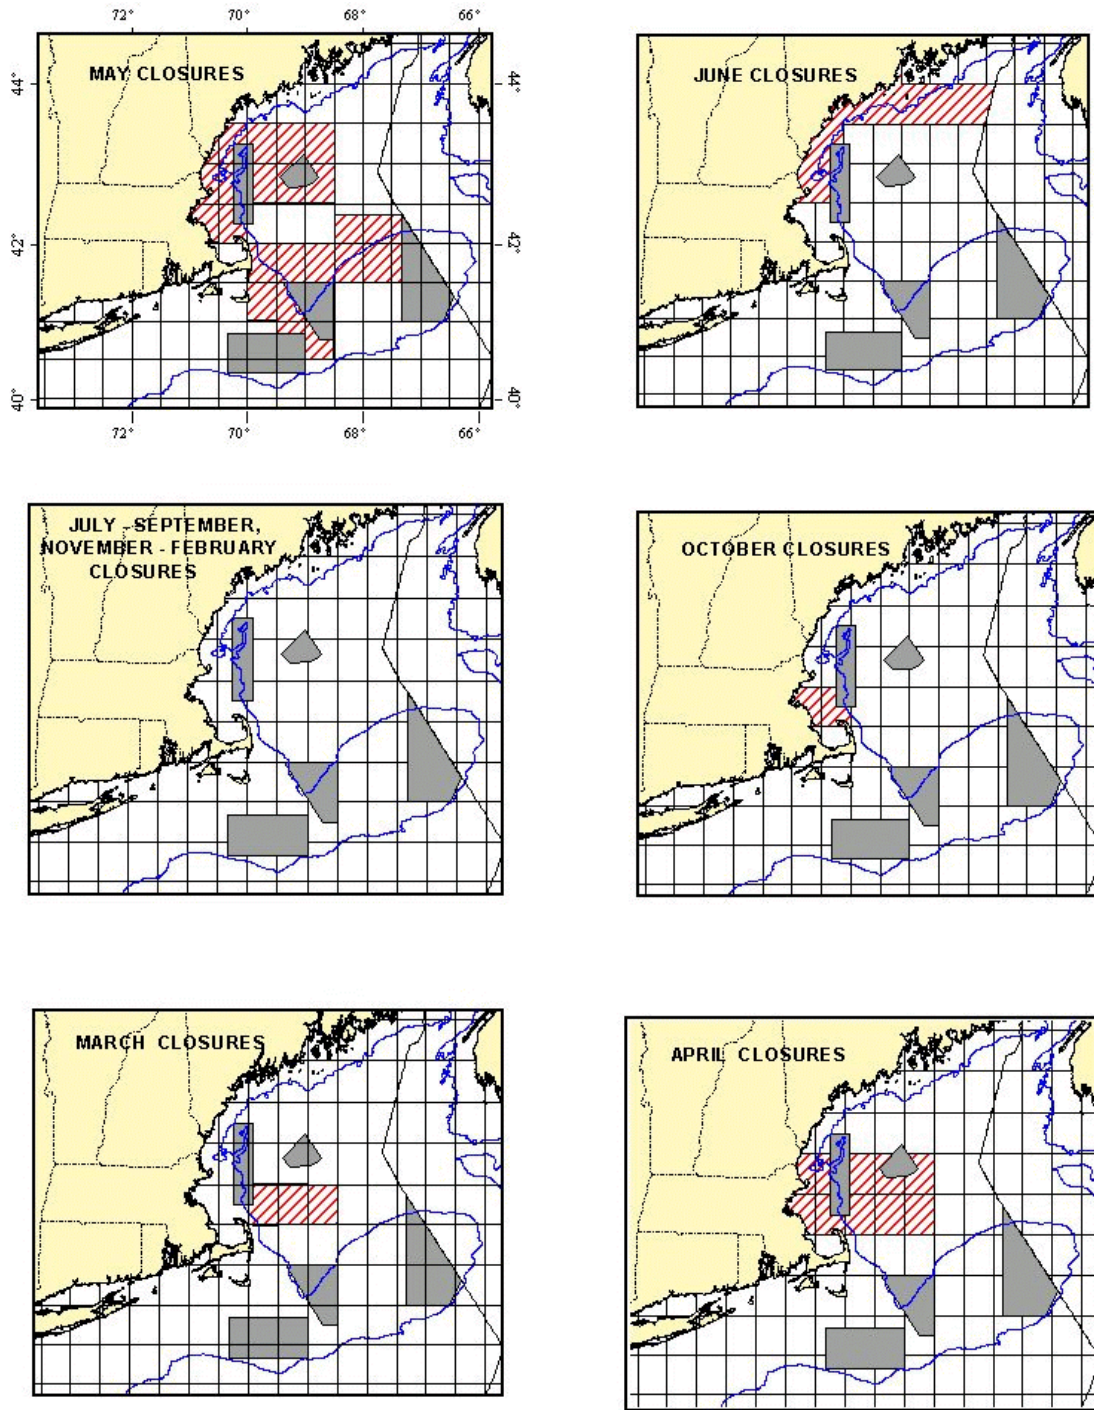 72° 70° 68° 66°
MAY CLOSURES
44° 44°
42° 42°
40° 40°
72° 70° 68° 66°
JUNE CLOSURES
JULY - SEPTEMBER,
NOVEMBER - FEBRUARY
CLOSURES
OCTOBER CLOSURES
MARCH CLOSURES
APRIL CLOSURES